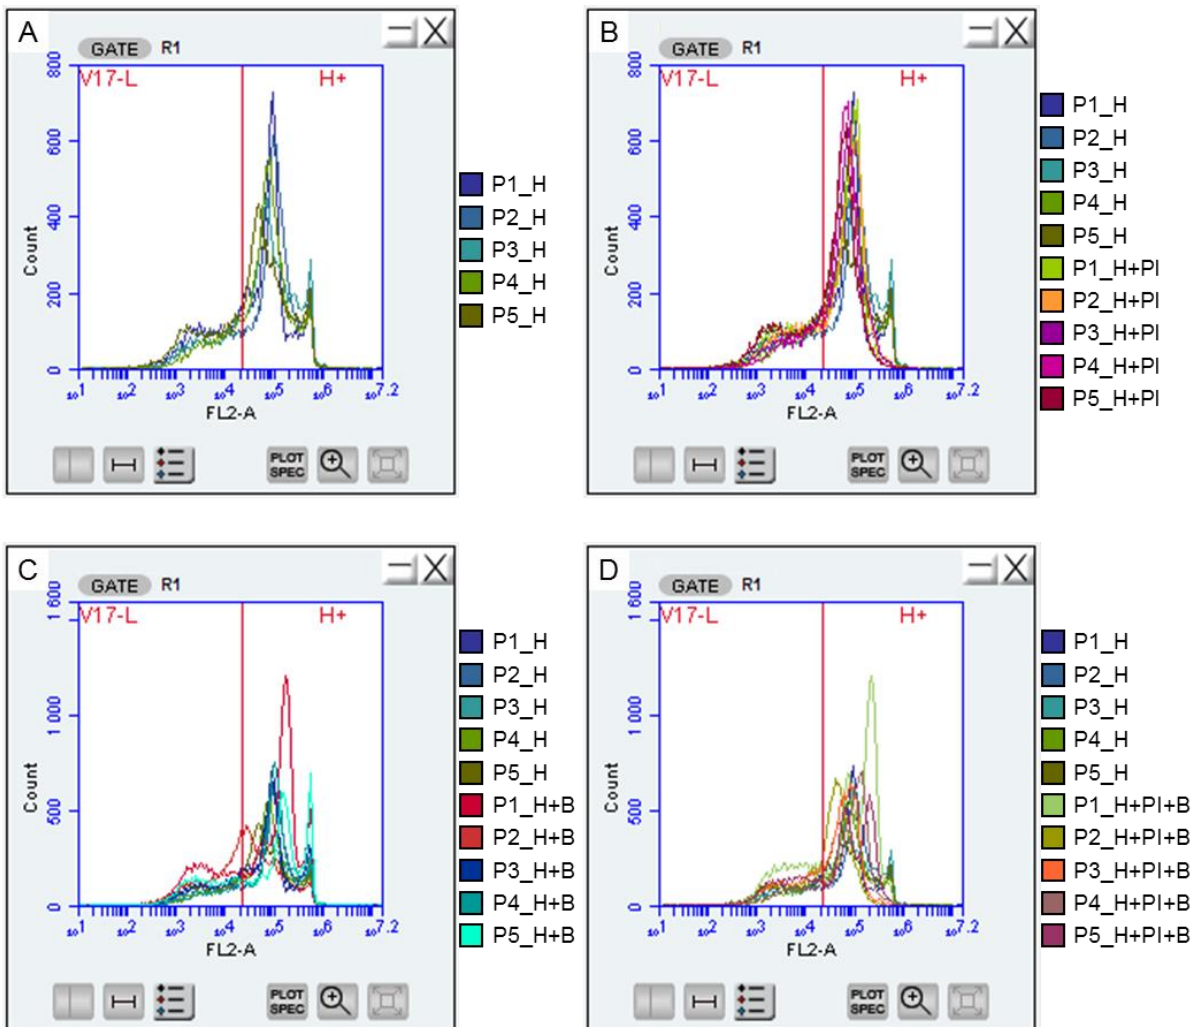 A
GATE R1
V17-L H+
800
600
400
200
0
Count
10^1 10^2 10^3 10^4 10^5 10^6 10^7.2
FL2-A
PLOT SPEC
P1_H
P2_H
P3_H
P4_H
P5_H
B
GATE R1
V17-L H+
800
600
400
200
0
Count
10^1 10^2 10^3 10^4 10^5 10^6 10^7.2
FL2-A
PLOT SPEC
P1_H
P2_H
P3_H
P4_H
P5_H
P1_H+PI
P2_H+PI
P3_H+PI
P4_H+PI
P5_H+PI
C
GATE R1
V17-L H+
1 600
1 000
500
0
Count
10^1 10^2 10^3 10^4 10^5 10^6 10^7.2
FL2-A
PLOT SPEC
P1_H
P2_H
P3_H
P4_H
P5_H
P1_H+B
P2_H+B
P3_H+B
P4_H+B
P5_H+B
D
GATE R1
V17-L H+
1 600
1 000
500
0
Count
10^1 10^2 10^3 10^4 10^5 10^6 10^7.2
FL2-A
PLOT SPEC
P1_H
P2_H
P3_H
P4_H
P5_H
P1_H+PI+B
P2_H+PI+B
P3_H+PI+B
P4_H+PI+B
P5_H+PI+B